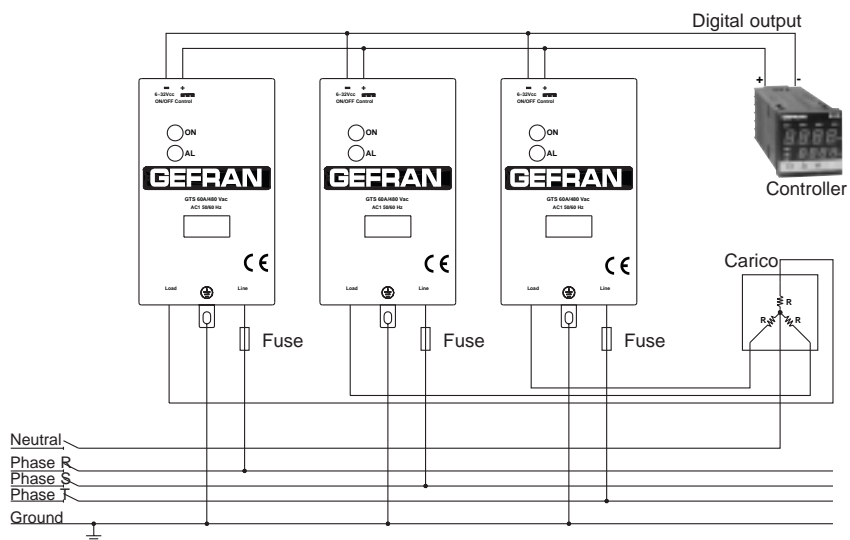 Digital output
- +
6-32Vcc
ON/OFF Control
ON
AL
GEFRAN
GTS 60A/480 Vac
AC1 50/60 Hz
CE
Load
Line
Fuse
- +
6-32Vcc
ON/OFF Control
ON
AL
GEFRAN
GTS 60A/480 Vac
AC1 50/60 Hz
CE
Load
Line
Fuse
- +
6-32Vcc
ON/OFF Control
ON
AL
GEFRAN
GTS 60A/480 Vac
AC1 50/60 Hz
CE
Load
Line
Fuse
+ -
Controller
Carico
R
R
R
Neutral
Phase R
Phase S
Phase T
Ground